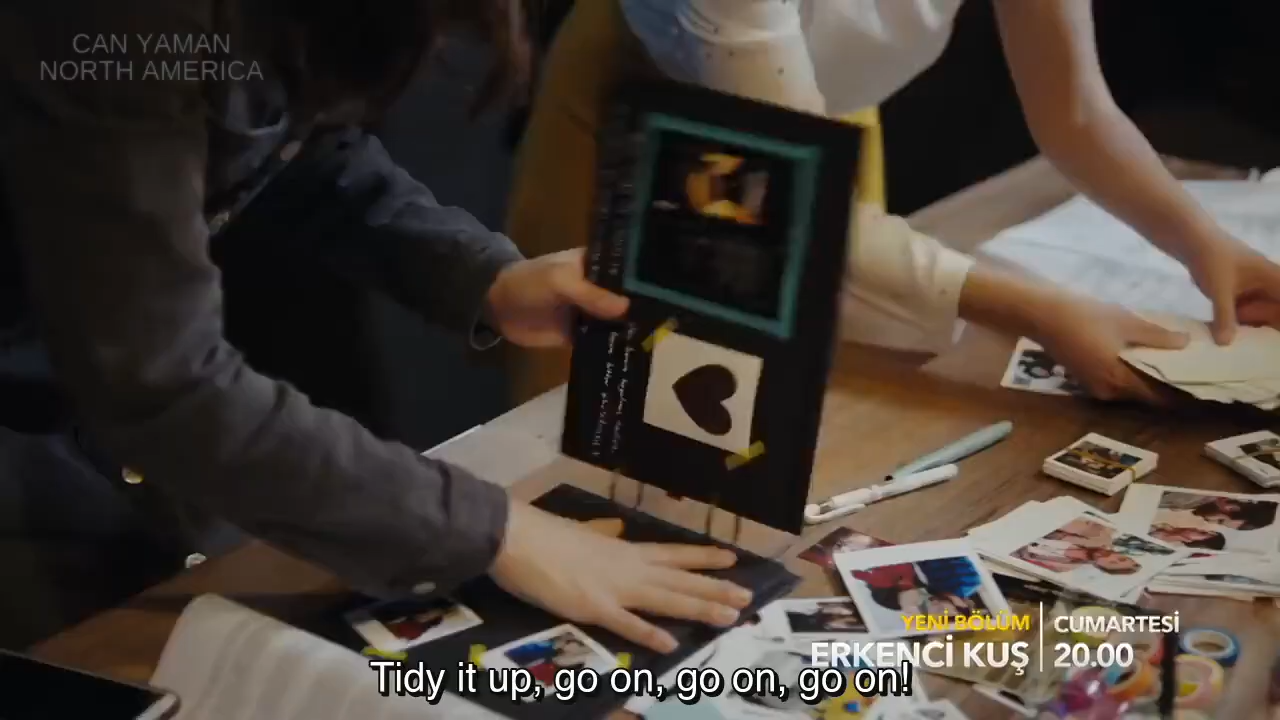 CAN YAMAN
NORTH AMERICA
YENİ BÖLÜM
ERKENCİ KUŞ
CUMARTESİ
20.00
Tidy it up, go on, go on, go on!